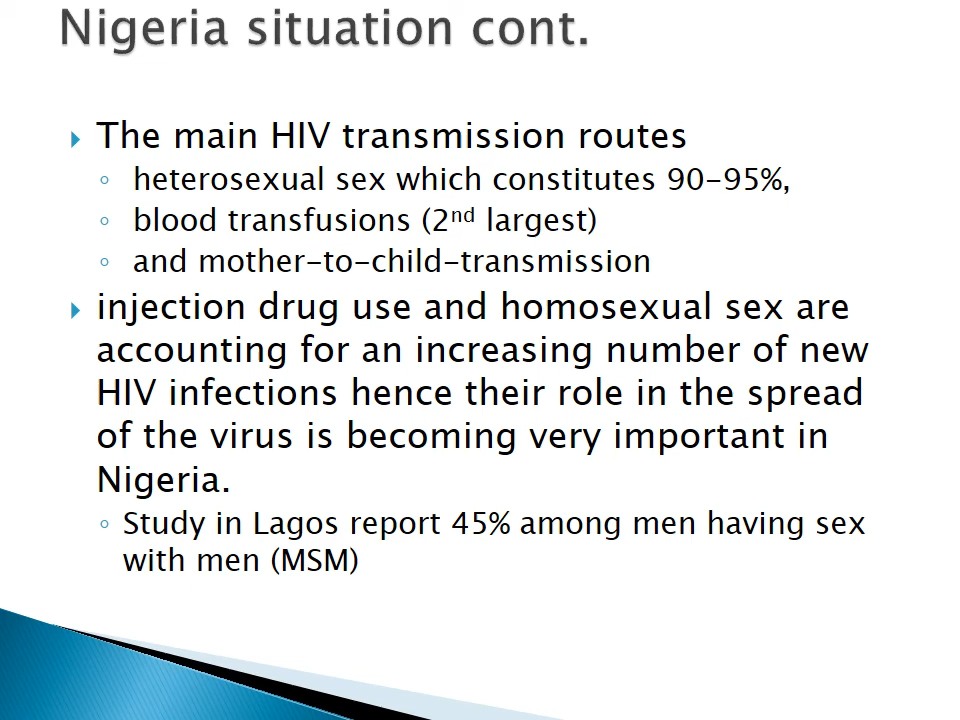 Nigeria situation cont.
The main HIV transmission routes
heterosexual sex which constitutes 90-95%,
blood transfusions (2nd largest)
and mother-to-child-transmission
injection drug use and homosexual sex are
accounting for an increasing number of new
HIV infections hence their role in the spread
of the virus is becoming very important in
Nigeria.
Study in Lagos report 45% among men having sex
with men (MSM)